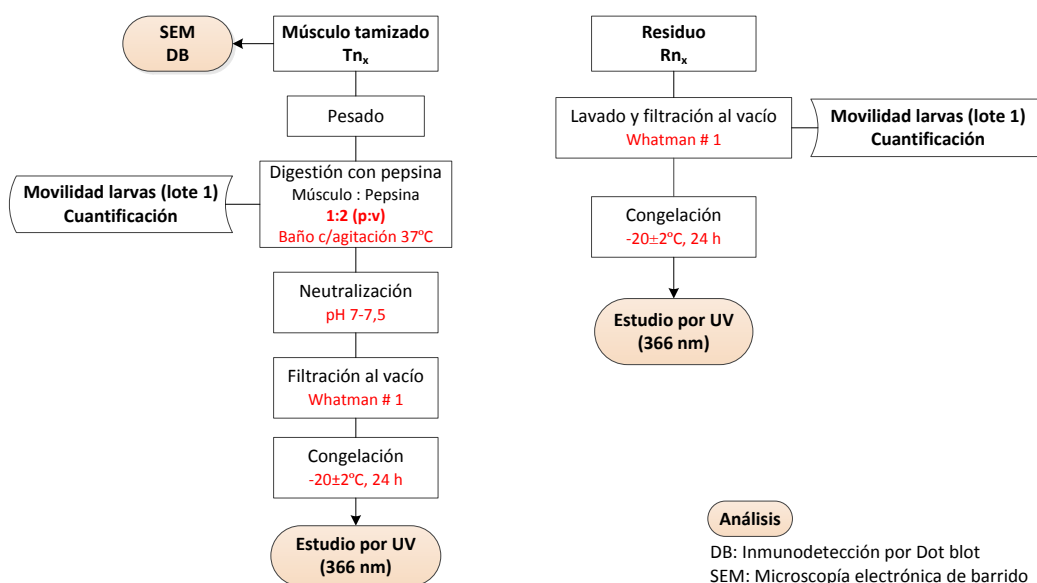 SEM
DB
Músculo tamizado
Tnₓ
Pesado
Digestión con pepsina
Músculo : Pepsina
1:2 (p:v)
Baño c/agitación 37ºC
Movilidad larvas (lote 1)
Cuantificación
Neutralización
pH 7-7,5
Filtración al vacío
Whatman # 1
Congelación
-20±2ºC, 24 h
Estudio por UV
(366 nm)
Residuo
Rnₓ
Lavado y filtración al vacío
Whatman # 1
Movilidad larvas (lote 1)
Cuantificación
Congelación
-20±2ºC, 24 h
Estudio por UV
(366 nm)
Análisis
DB: Inmunodetección por Dot blot
SEM: Microscopía electrónica de barrido